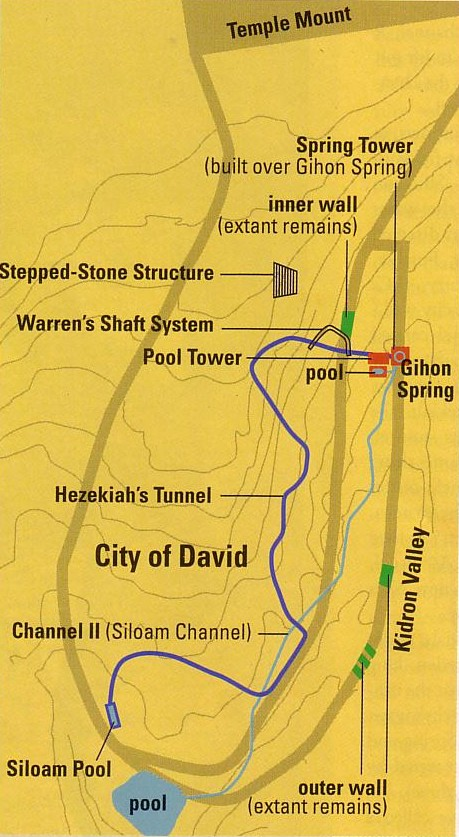 Temple Mount
Spring Tower
(built over Gihon Spring)
inner wall
(extant remains)
Stepped-Stone Structure
Warren's Shaft System
Pool Tower
pool
Gihon
Spring
Hezekiah's Tunnel
City of David
Kidron Valley
Channel II (Siloam Channel)
Siloam Pool
pool
outer wall
(extant remains)